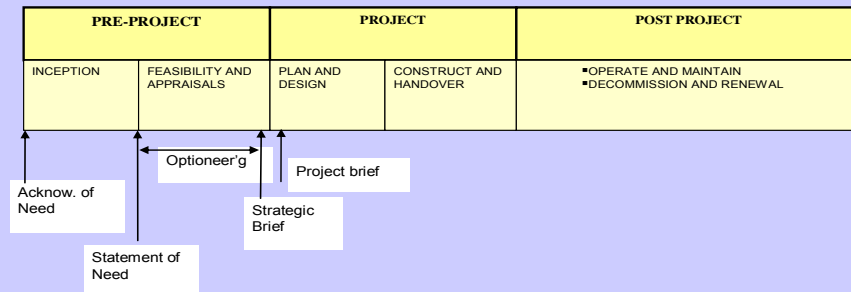 PRE-PROJECT
PROJECT
POST PROJECT
INCEPTION
FEASIBILITY AND
APPRAISALS
PLAN AND
DESIGN
CONSTRUCT AND
HANDOVER
▪OPERATE AND MAINTAIN
▪DECOMMISSION AND RENEWAL
Optioneer'g
Project brief
Acknow. of
Need
Strategic
Brief
Statement of
Need